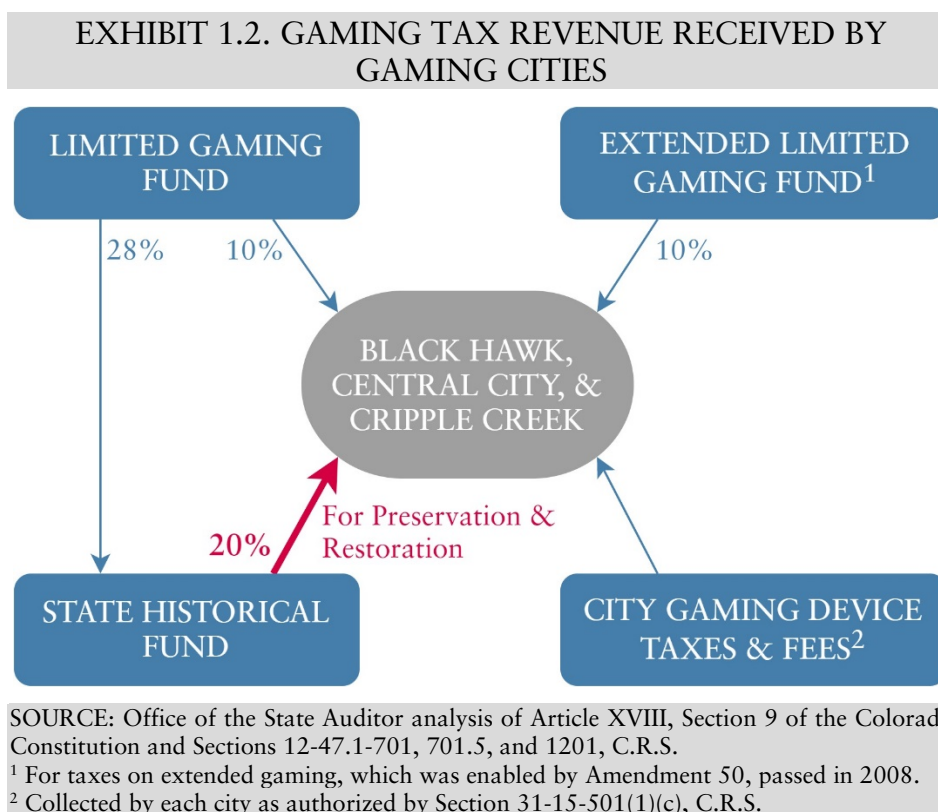 EXHIBIT 1.2. GAMING TAX REVENUE RECEIVED BY
GAMING CITIES
LIMITED GAMING
FUND
EXTENDED LIMITED
GAMING FUND¹
28%
10%
10%
BLACK HAWK,
CENTRAL CITY, &
CRIPPLE CREEK
For Preservation &
20%
Restoration
STATE HISTORICAL
FUND
CITY GAMING DEVICE
TAXES & FEES²
SOURCE: Office of the State Auditor analysis of Article XVIII, Section 9 of the Colorad
Constitution and Sections 12-47.1-701, 701.5, and 1201, C.R.S.
¹ For taxes on extended gaming, which was enabled by Amendment 50, passed in 2008.
² Collected by each city as authorized by Section 31-15-501(1)(c), C.R.S.